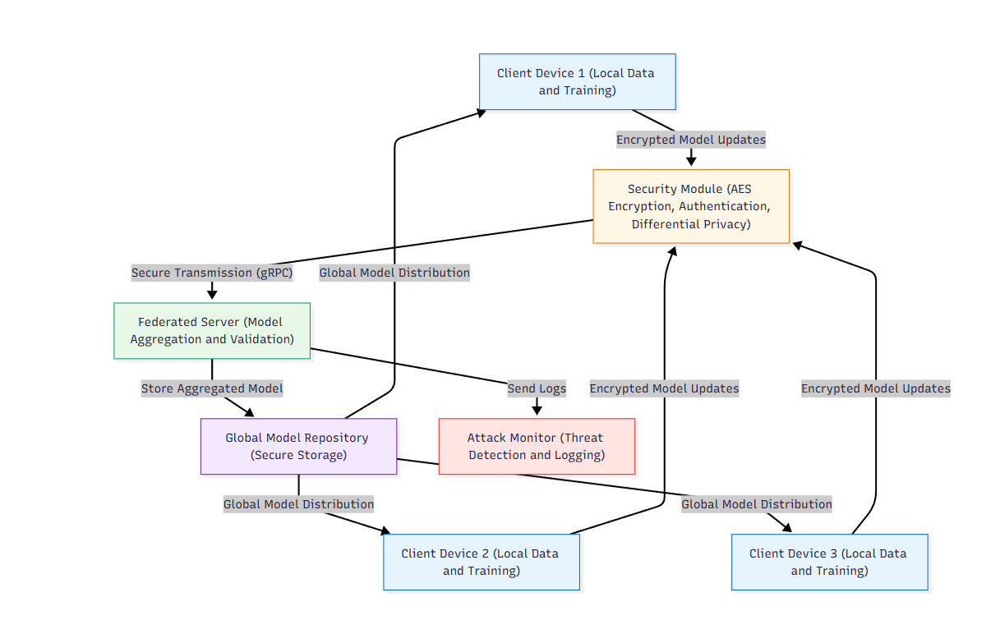 Client Device 1 (Local Data
and Training)
Encrypted Model Updates
Security Module (AES
Encryption, Authentication,
Differential Privacy)
Secure Transmission (gRPC)
Global Model Distribution
Federated Server (Model
Aggregation and Validation)
Store Aggregated Model
Send Logs
Encrypted Model Updates
Encrypted Model Updates
Global Model Repository
(Secure Storage)
Attack Monitor (Threat
Detection and Logging)
Global Model Distribution
Global Model Distribution
Client Device 2 (Local Data
and Training)
Client Device 3 (Local Data
and Training)